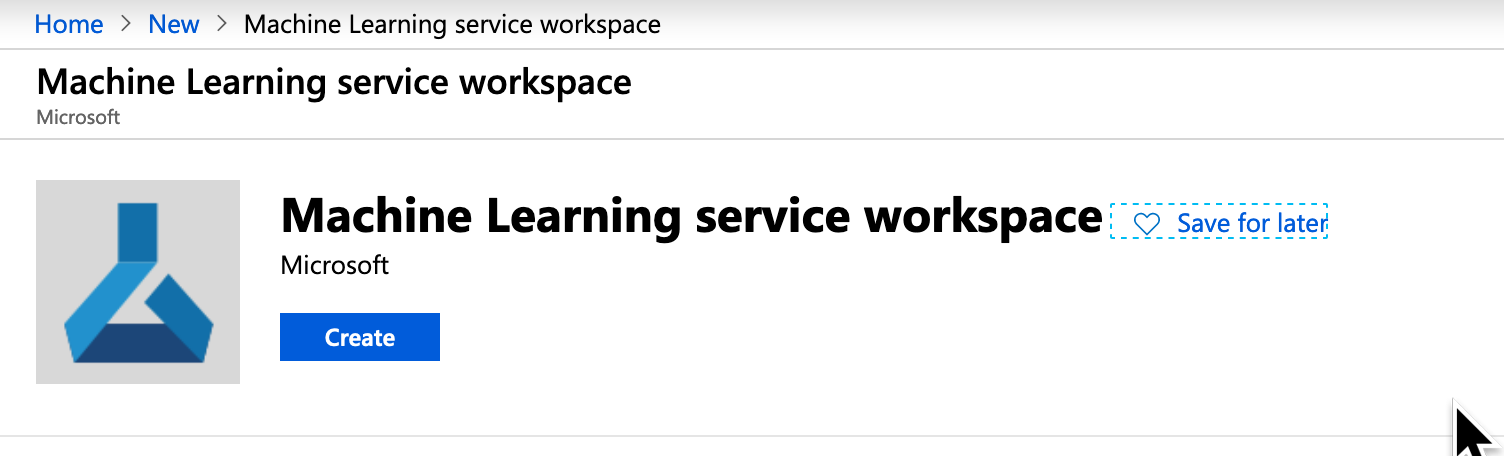 Home > New > Machine Learning service workspace
Machine Learning service workspace
Microsoft
Machine Learning service workspace Save for later
Microsoft
Create